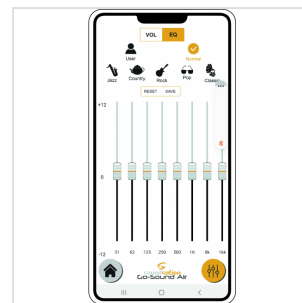 VOL EQ
User Normal
Jazz Country Rock Pop Classic
RESET SAVE
+12
0
-12
31 62 125 250 500 1K 8k 16k
Co-Sound Air